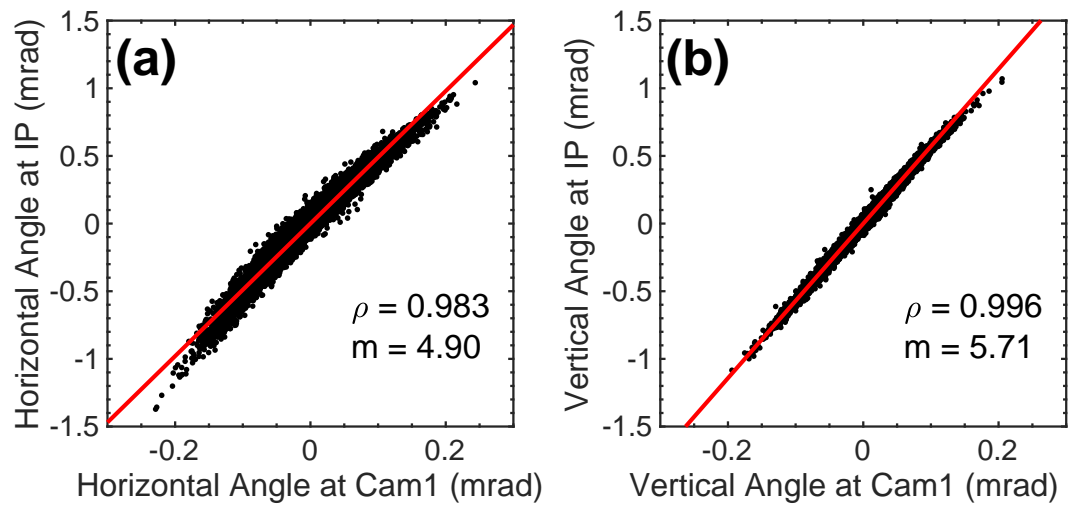 (a)
Horizontal Angle at IP (mrad)
1.5
1
0.5
0
-0.5
-1
-1.5
ρ = 0.983
m = 4.90
-0.2
0
0.2
Horizontal Angle at Cam1 (mrad)
(b)
Vertical Angle at IP (mrad)
1.5
1
0.5
0
-0.5
-1
-1.5
ρ = 0.996
m = 5.71
-0.2
0
0.2
Vertical Angle at Cam1 (mrad)